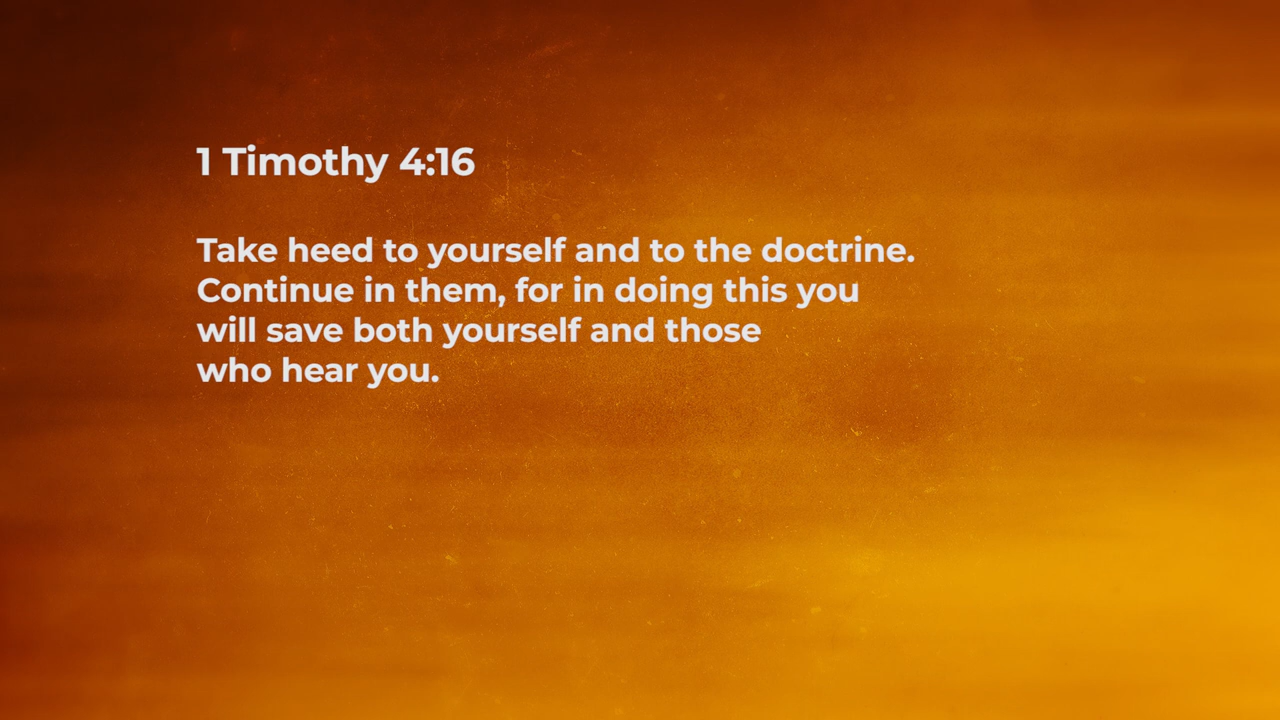 1 Timothy 4:16
Take heed to yourself and to the doctrine.
Continue in them, for in doing this you
will save both yourself and those
who hear you.